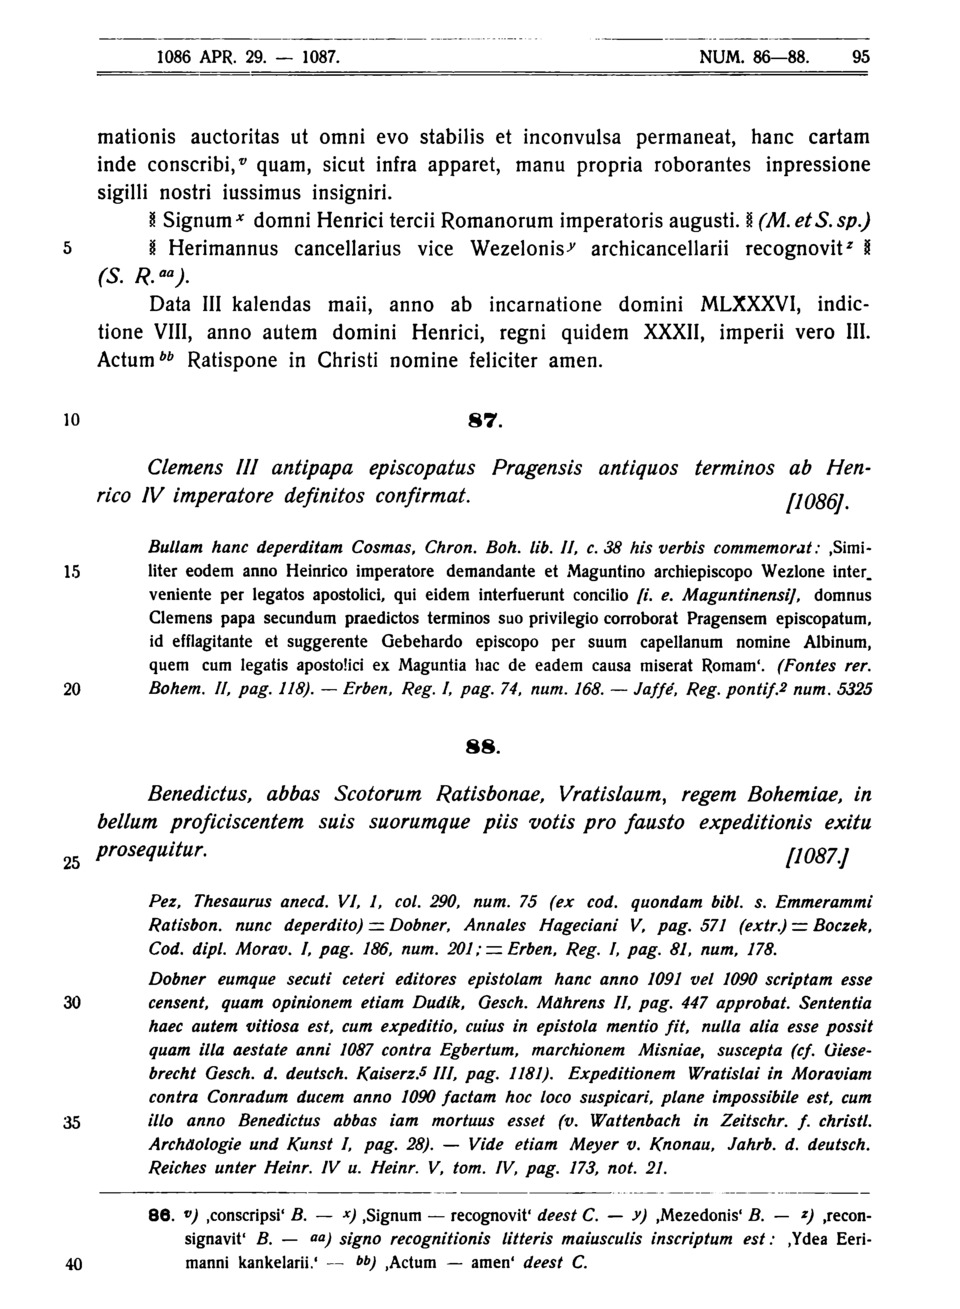 1086 APR. 29. — 1087. NUM. 86—88. 95
mationis auctoritas ut omni evo stabilis et inconvulsa permaneat, hanc cartam
inde conscribi,ᵛ quam, sicut infra apparet, manu propria roborantes inpressione
sigilli nostri iussimus insigniri.
Signumˣ domni Henrici tercii Romanorum imperatoris augusti. (M. et S. sp.)
5 Herimannus cancellarius vice Wezelonisʸ archicancellarii recognovitᶻ
(S. R.ᵃᵃ).
Data III kalendas maii, anno ab incarnatione domini MLXXXVI, indic-
tione VIII, anno autem domini Henrici, regni quidem XXXII, imperii vero III.
Actumᵇᵇ Ratispone in Christi nomine feliciter amen.
10 87.
Clemens III antipapa episcopatus Pragensis antiquos terminos ab Hen-
rico IV imperatore definitos confirmat. [1086].
Bullam hanc deperditam Cosmas, Chron. Boh. lib. II, c. 38 his verbis commemorat: ‚Simi-
15 liter eodem anno Heinrico imperatore demandante et Maguntino archiepiscopo Wezlone inter_
veniente per legatos apostolici, qui eidem interfuerunt concilio [i. e. Maguntinensi], domnus
Clemens papa secundum praedictos terminos suo privilegio corroborat Pragensem episcopatum,
id efflagitante et suggerente Gebehardo episcopo per suum capellanum nomine Albinum,
quem cum legatis apostolici ex Maguntia hac de eadem causa miserat Romam‘. (Fontes rer.
20 Bohem. II, pag. 118). — Erben, Reg. I, pag. 74, num. 168. — Jaffé, Reg. pontif.² num. 5325
88.
Benedictus, abbas Scotorum Ratisbonae, Vratislaum, regem Bohemiae, in
bellum proficiscentem suis suorumque piis votis pro fausto expeditionis exitu
25 prosequitur. [1087.]
Pez, Thesaurus anecd. VI, 1, col. 290, num. 75 (ex cod. quondam bibl. s. Emmerammi
Ratisbon. nunc deperdito) = Dobner, Annales Hageciani V, pag. 571 (extr.) = Boczek,
Cod. dipl. Morav. I, pag. 186, num. 201; = Erben, Reg. I, pag. 81, num, 178.
Dobner eumque secuti ceteri editores epistolam hanc anno 1091 vel 1090 scriptam esse
30 censent, quam opinionem etiam Dudík, Gesch. Mährens II, pag. 447 approbat. Sententia
haec autem vitiosa est, cum expeditio, cuius in epistola mentio fit, nulla alia esse possit
quam illa aestate anni 1087 contra Egbertum, marchionem Misniae, suscepta (cf. Giese-
brecht Gesch. d. deutsch. Kaiserz.⁵ III, pag. 1181). Expeditionem Wratislai in Moraviam
contra Conradum ducem anno 1090 factam hoc loco suspicari, plane impossibile est, cum
35 illo anno Benedictus abbas iam mortuus esset (v. Wattenbach in Zeitschr. f. christl.
Archäologie und Kunst I, pag. 28). — Vide etiam Meyer v. Knonau, Jahrb. d. deutsch.
Reiches unter Heinr. IV u. Heinr. V, tom. IV, pag. 173, not. 21.
86. ᵛ) ‚conscripsi‘ B. — ˣ) ‚Signum — recognovit‘ deest C. — ʸ) ‚Mezedonis‘ B. — ᶻ) ‚recon-
signavit‘ B. — ᵃᵃ) signo recognitionis litteris maiusculis inscriptum est: ‚Ydea Eeri-
40 manni kankelarii.‘ — ᵇᵇ) ‚Actum — amen‘ deest C.